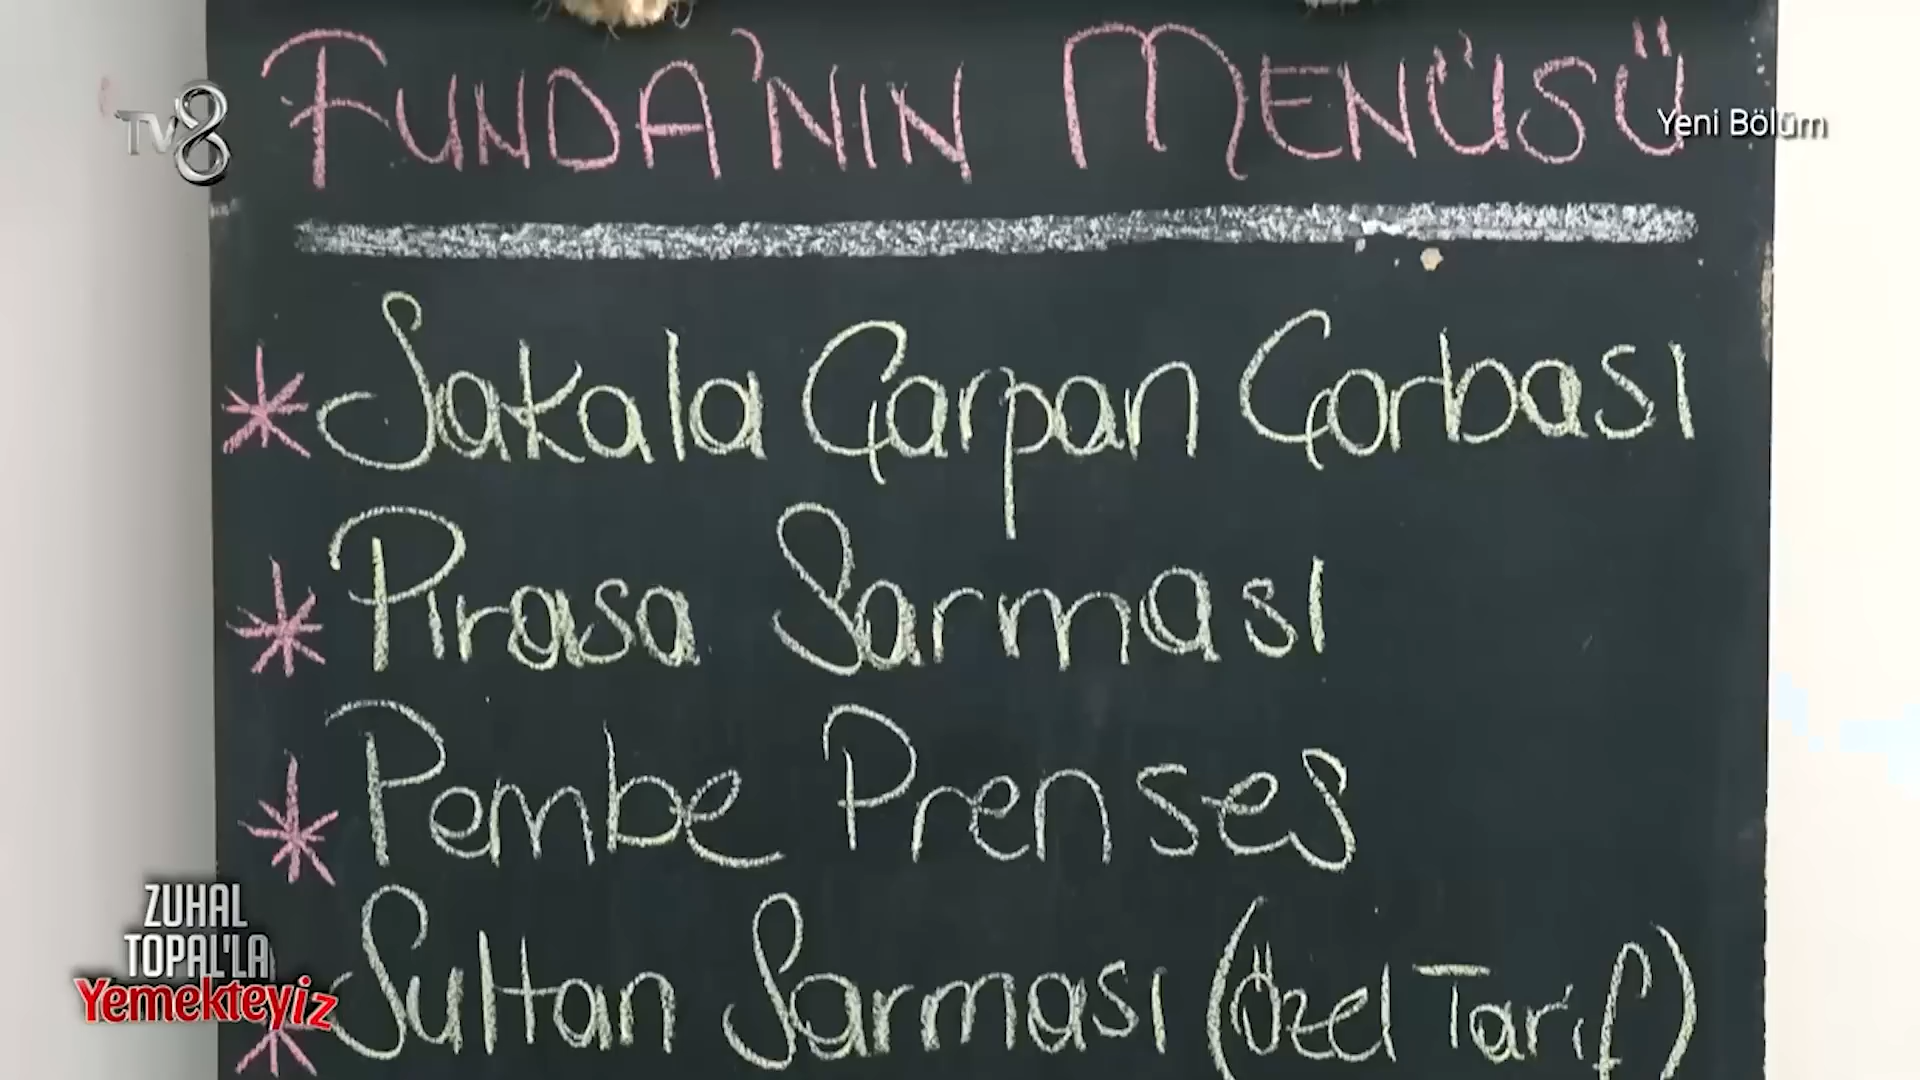 FUNDA'NIN MENÜSÜ
TV8
Yeni Bölüm
* Sakala Çarpan Çorbası
* Pırasa Sarması
* Pembe Prenses
* Sultan Sarması (Özel Tarif)
ZUHAL
TOPAL'LA
Yemekteyiz